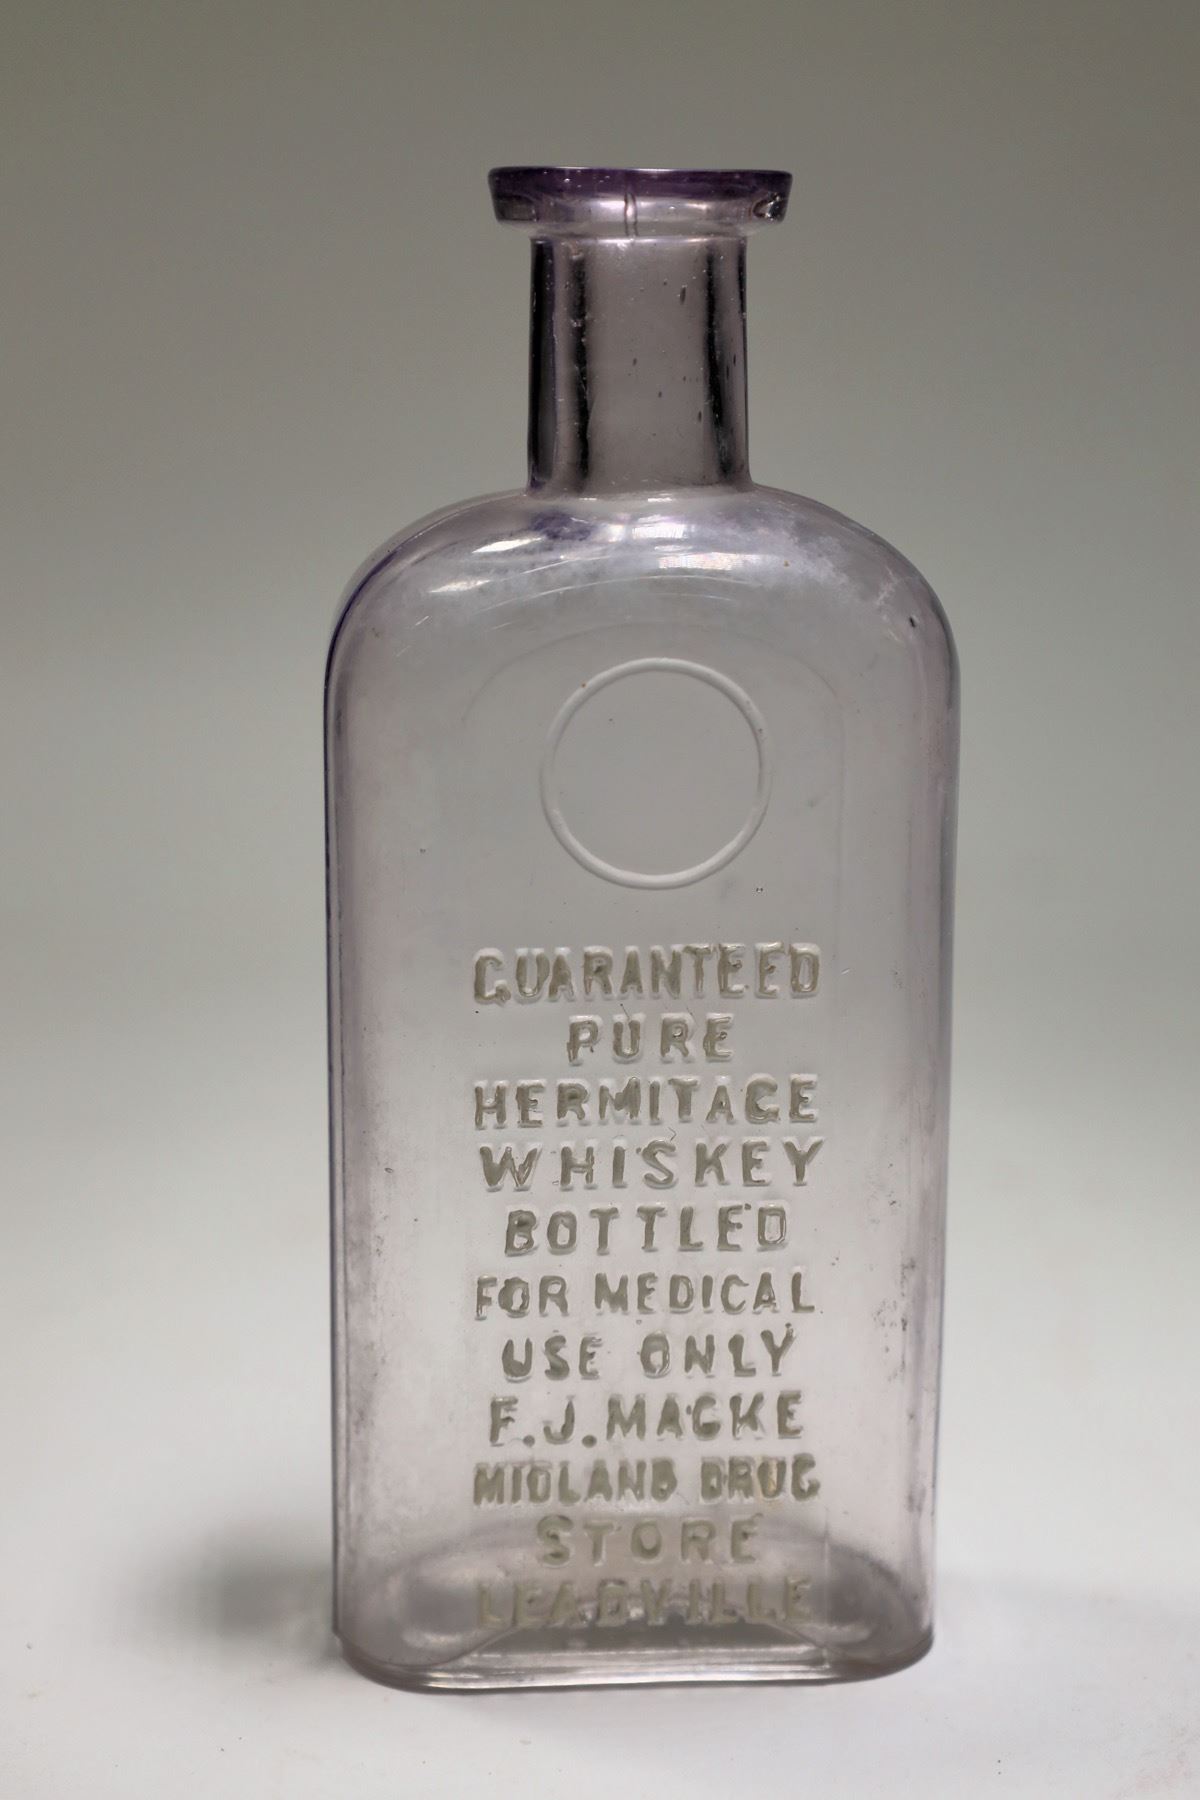 GUARANTEED
PURE
HERMITAGE
WHISKEY
BOTTLED
FOR MEDICAL
USE ONLY
F.J.MACKE
MIDLAND DRUG
STORE
LEADVILLE